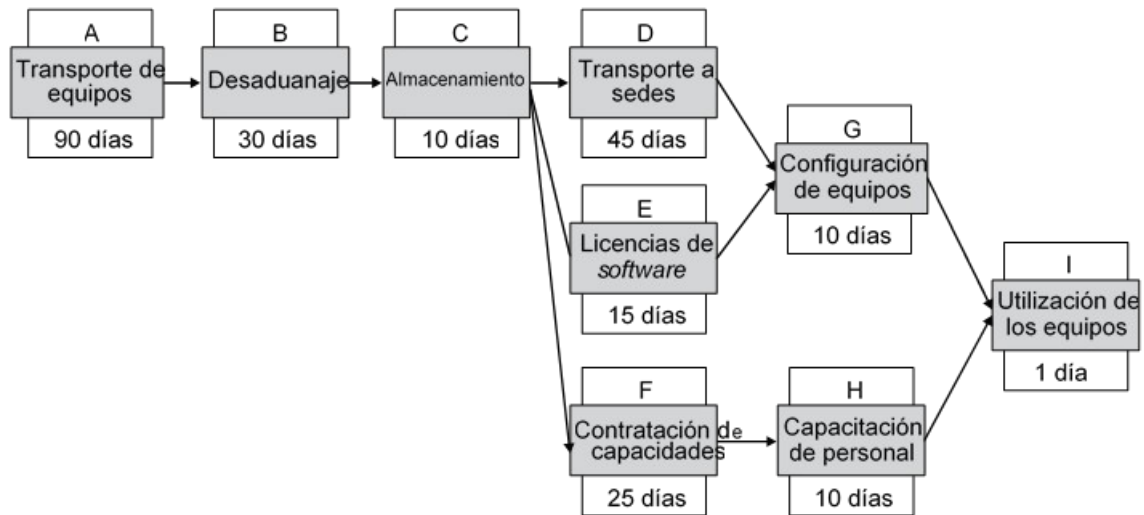 A
Transporte de
equipos
90 días
B
Desaduanaje
30 días
C
Almacenamiento
10 días
D
Transporte a
sedes
45 días
E
Licencias de
software
15 días
F
Contratación de
capacidades
25 días
G
Configuración
de equipos
10 días
H
Capacitación
de personal
10 días
I
Utilización de
los equipos
1 día